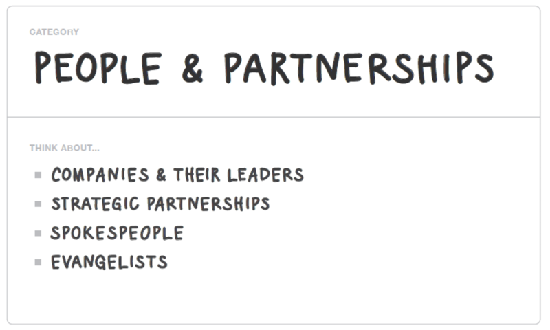 CATEGORY
PEOPLE & PARTNERSHIPS
THINK ABOUT...
COMPANIES & THEIR LEADERS
STRATEGIC PARTNERSHIPS
SPOKESPEOPLE
EVANGELISTS